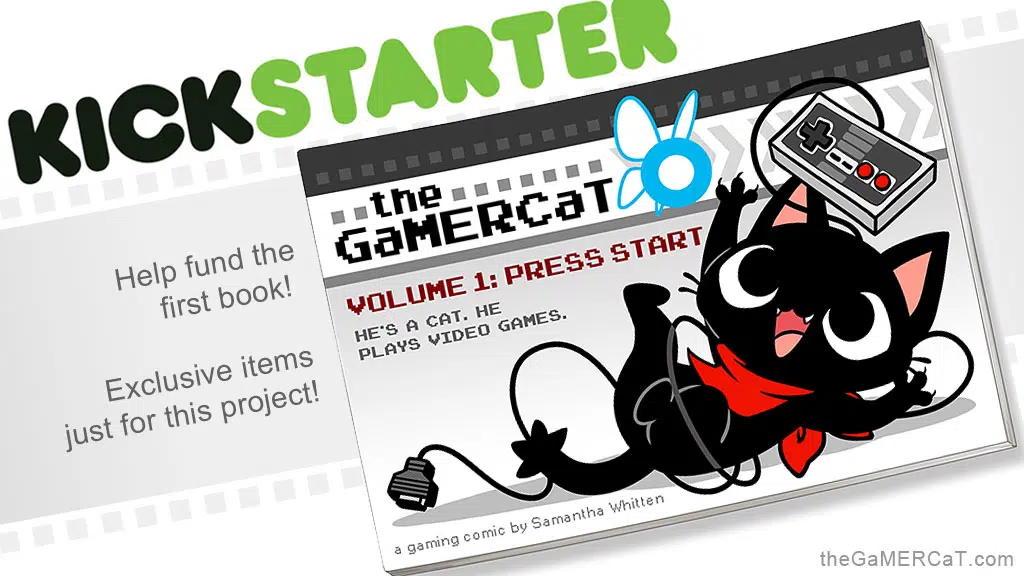 KICKSTARTER
Help fund the
first book!
Exclusive items
just for this project!
the
GaMERCaT
VOLUME 1: PRESS START
HE'S A CAT. HE
PLAYS VIDEO GAMES.
a gaming comic by Samantha Whitten
theGaMERCaT.com